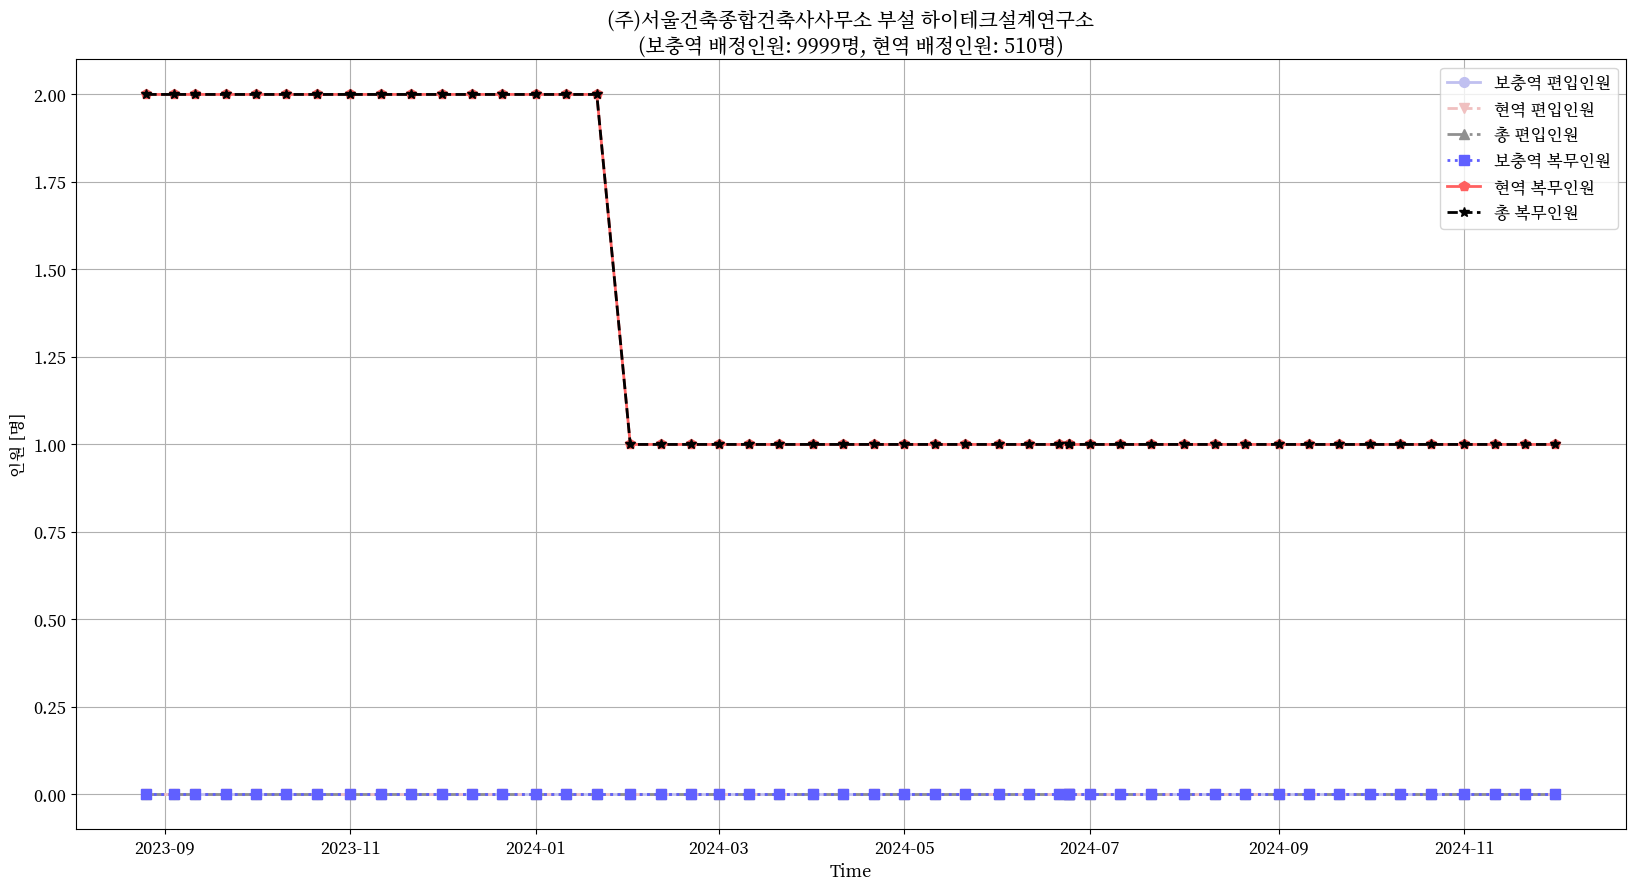 (주)서울건축종합건축사사무소 부설 하이테크설계연구소
(보충역 배정인원: 9999명, 현역 배정인원: 510명)
보충역 편입인원
현역 편입인원
총 편입인원
보충역 복무인원
현역 복무인원
총 복무인원
인원 [명]
2.00
1.75
1.50
1.25
1.00
0.75
0.50
0.25
0.00
2023-09 2023-11 2024-01 2024-03 2024-05 2024-07 2024-09 2024-11
Time